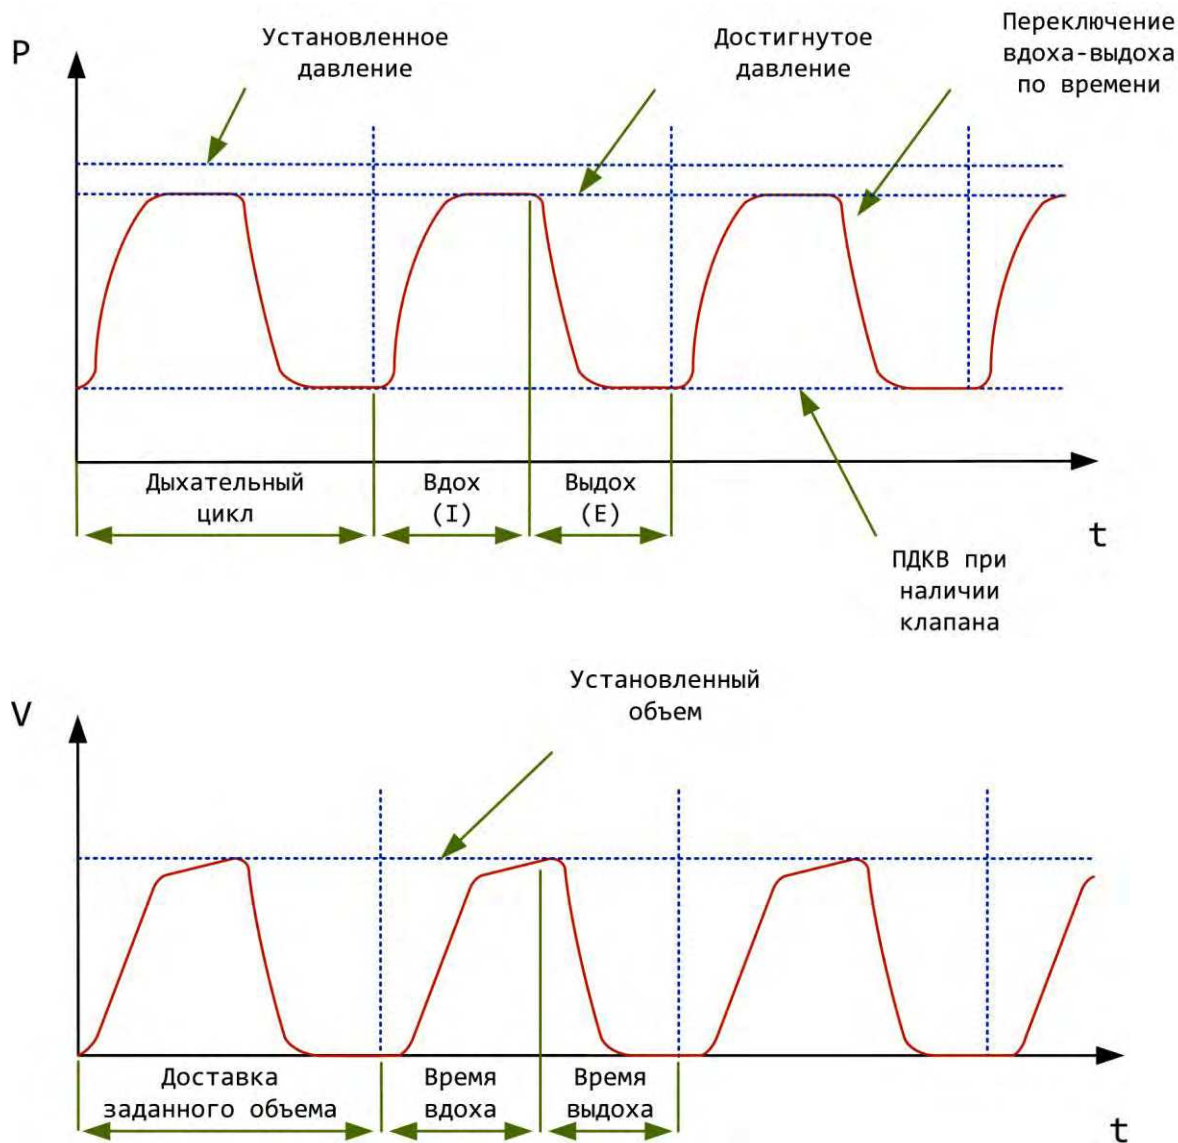 P
Установленное
давление
Достигнутое
давление
Переключение
вдоха-выдоха
по времени
Дыхательный
цикл
Вдох
(I)
Выдох
(E)
t
ПДКВ при
наличии
клапана
V
Установленный
объем
Доставка
заданного объема
Время
вдоха
Время
выдоха
t